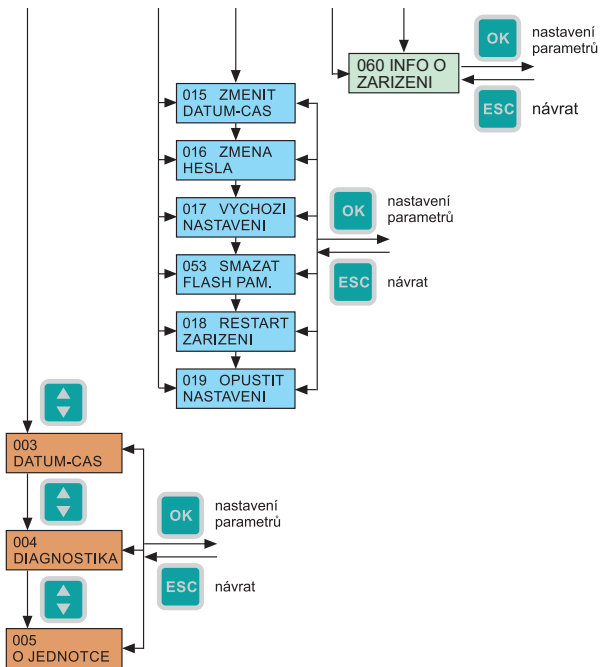 OK
nastavení
parametrů
060 INFO O
ZARIZENI
ESC
návrat
015 ZMENIT
DATUM-CAS
016 ZMENA
HESLA
017 VYCHOZI
NASTAVENI
053 SMAZAT
FLASH PAM.
018 RESTART
ZARIZENI
019 OPUSTIT
NASTAVENI
OK
nastavení
parametrů
ESC
návrat
003
DATUM-CAS
004
DIAGNOSTIKA
005
O JEDNOTCE
OK
nastavení
parametrů
ESC
návrat